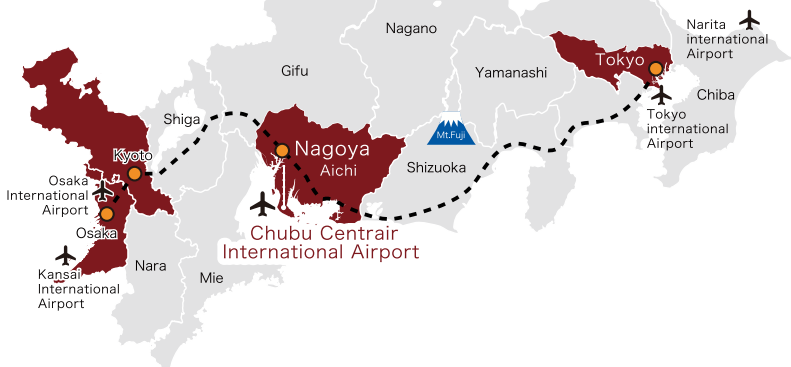 Nagano
Narita
international
Airport
Tokyo
Gifu
Yamanashi
Chiba
Shiga
Tokyo
international
Airport
Mt.Fuji
Nagoya
Aichi
Kyoto
Shizuoka
Osaka
International
Airport
Osaka
Chubu Centrair
International Airport
Nara
Mie
Kansai
International
Airport